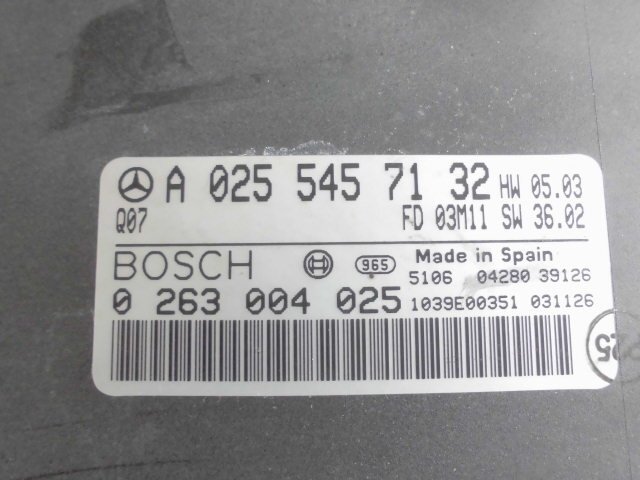 A 025 545 71 32 HW 05.03
Q07 FD 03M11 SW 36.02
BOSCH 965 Made in Spain
5106 04280 39126
0 263 004 025 1039E00351 031126
25